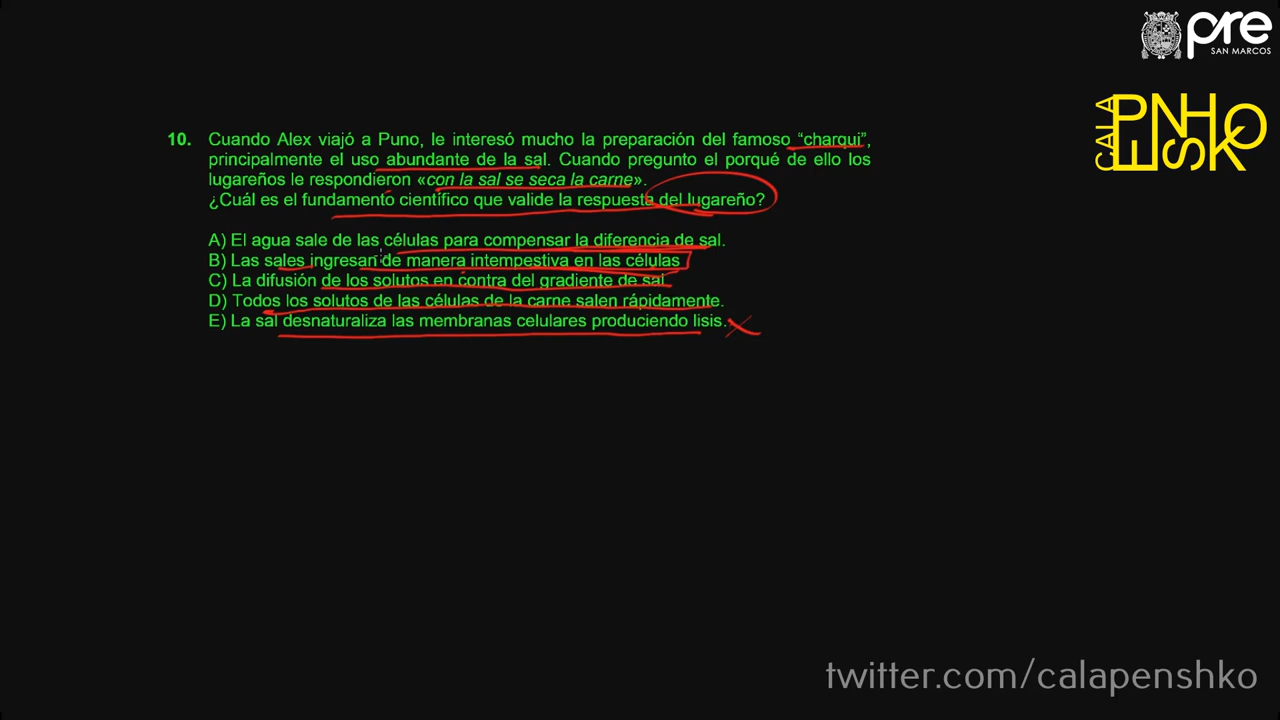 pre
SAN MARCOS
CALA
PENSHKO
10. Cuando Alex viajó a Puno, le interesó mucho la preparación del famoso “charqui”,
principalmente el uso abundante de la sal. Cuando pregunto el porqué de ello los
lugareños le respondieron «con la sal se seca la carne».
¿Cuál es el fundamento científico que valide la respuesta del lugareño?
A) El agua sale de las células para compensar la diferencia de sal.
B) Las sales ingresan de manera intempestiva en las células
C) La difusión de los solutos en contra del gradiente de sal.
D) Todos los solutos de las células de la carne salen rápidamente.
E) La sal desnaturaliza las membranas celulares produciendo lisis.
twitter.com/calapenshko